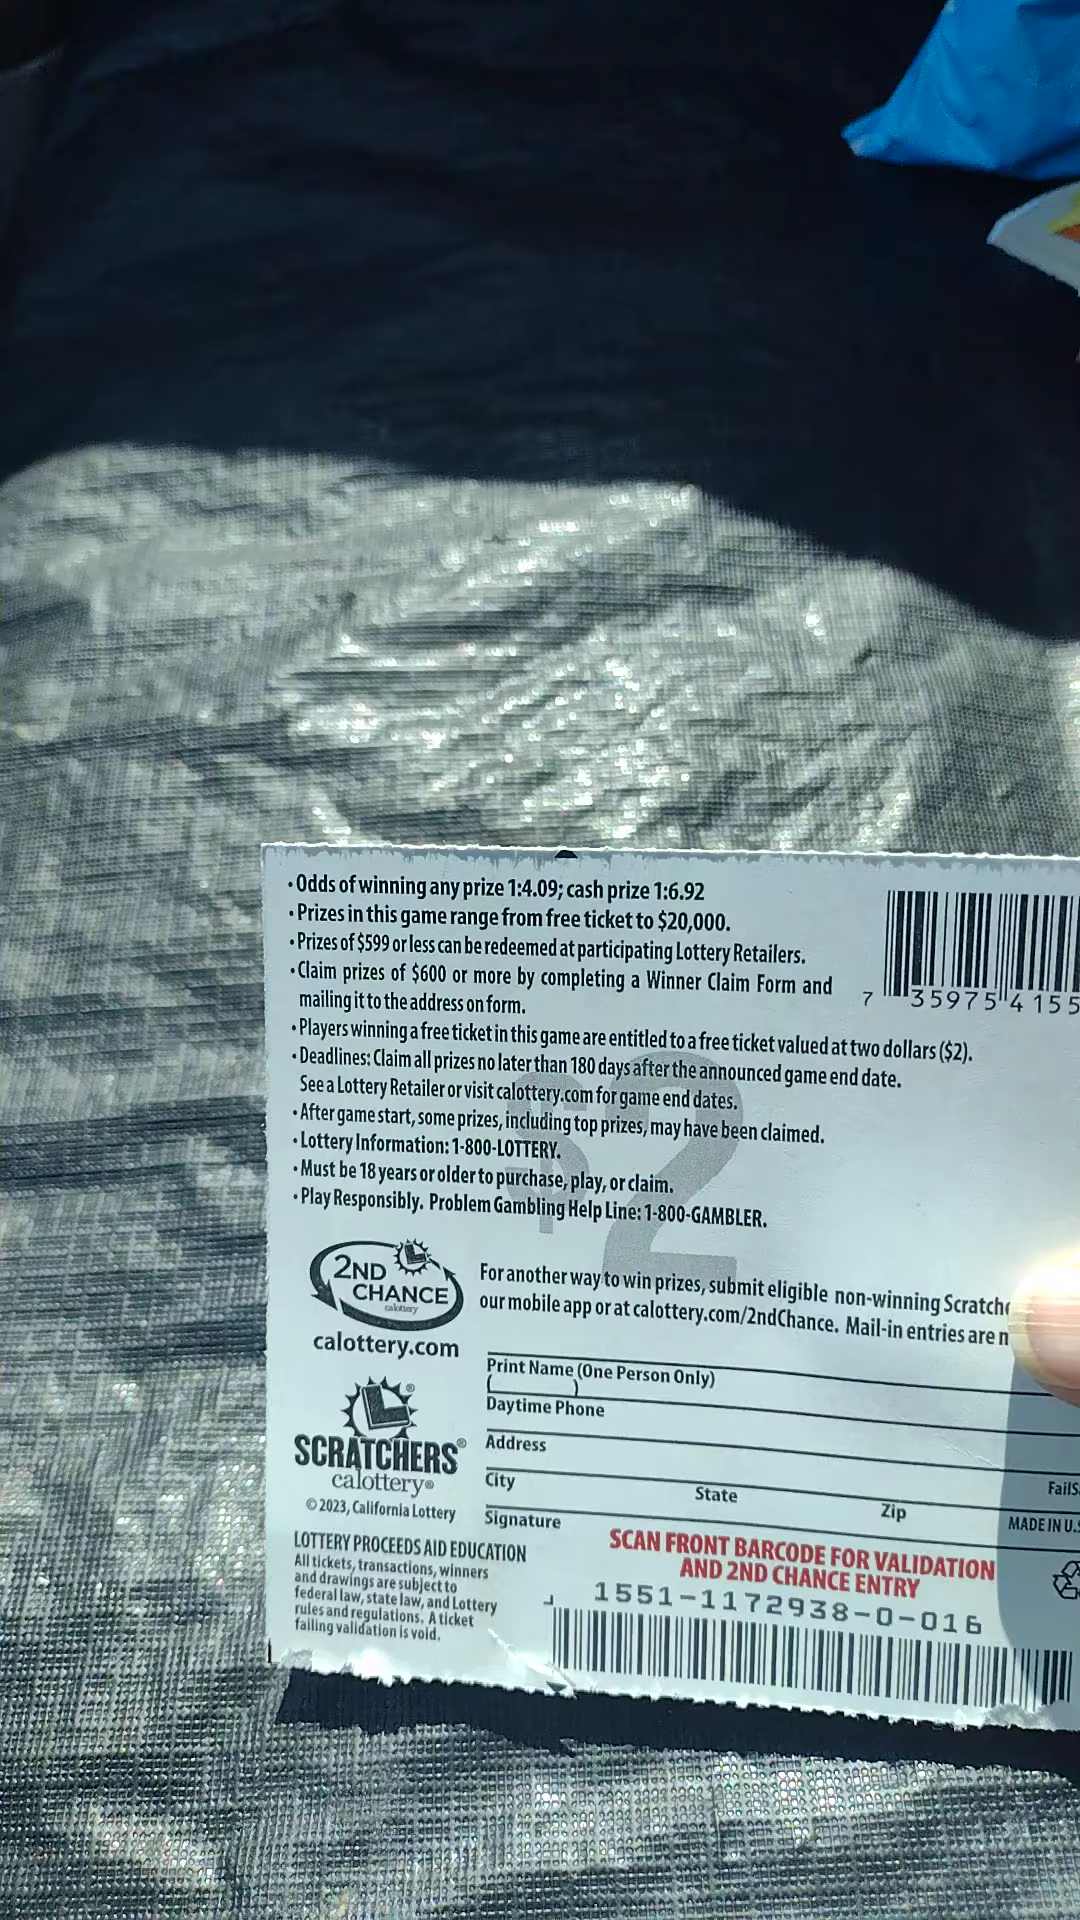 • Odds of winning any prize 1:4.09; cash prize 1:6.92
• Prizes in this game range from free ticket to $20,000.
• Prizes of $599 or less can be redeemed at participating Lottery Retailers.
• Claim prizes of $600 or more by completing a Winner Claim Form and
mailing it to the address on form.
• Players winning a free ticket in this game are entitled to a free ticket valued at two dollars ($2).
• Deadlines: Claim all prizes no later than 180 days after the announced game end date.
See a Lottery Retailer or visit calottery.com for game end dates.
• After game start, some prizes, including top prizes, may have been claimed.
• Lottery Information: 1-800-LOTTERY.
• Must be 18 years or older to purchase, play, or claim.
• Play Responsibly. Problem Gambling Help Line: 1-800-GAMBLER.
$2
7 35975 4 155
2ND
CHANCE
calottery
calottery.com
For another way to win prizes, submit eligible non-winning Scratche
our mobile app or at calottery.com/2ndChance. Mail-in entries are n
Print Name (One Person Only)
( )
Daytime Phone
Address
City State Zip
Signature
FailS
MADE IN U.S
SCRATCHERS®
calottery®
© 2023, California Lottery
LOTTERY PROCEEDS AID EDUCATION
All tickets, transactions, winners
and drawings are subject to
federal law, state law, and Lottery
rules and regulations. A ticket
failing validation is void.
SCAN FRONT BARCODE FOR VALIDATION
AND 2ND CHANCE ENTRY
1551-1172938-0-016